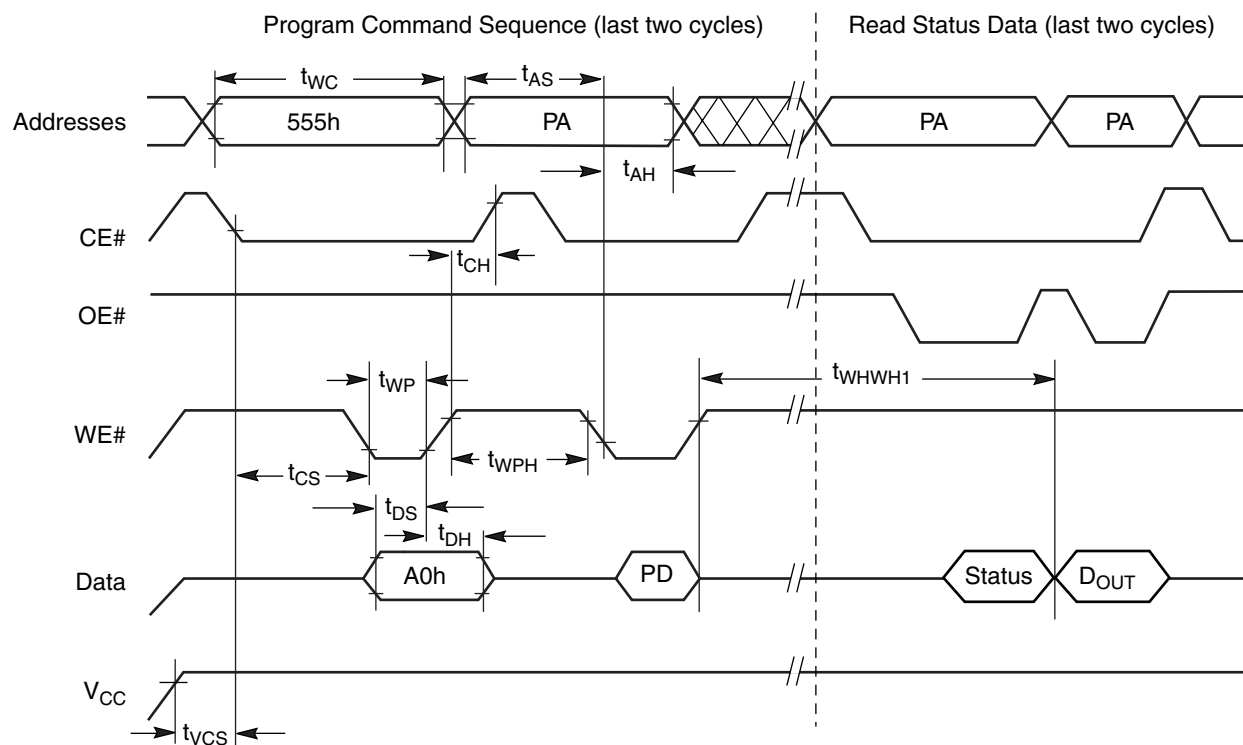 Program Command Sequence (last two cycles)
Read Status Data (last two cycles)
tWC
tAS
Addresses
555h
PA
PA
PA
tAH
CE#
tCH
OE#
tWP
tWHWH1
WE#
tCS
tWPH
tDS
tDH
Data
A0h
PD
Status
DOUT
VCC
tVCS